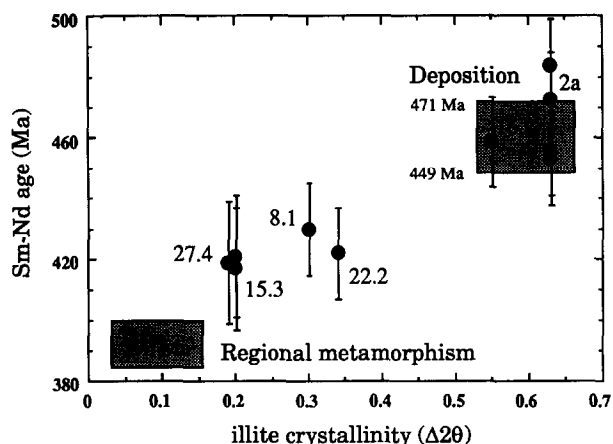 500
460
420
380
Sm-Nd age (Ma)
Deposition
2a
471 Ma
449 Ma
8.1
27.4
22.2
15.3
Regional metamorphism
0
0.1
0.2
0.3
0.4
0.5
0.6
0.7
illite crystallinity (Δ2θ)